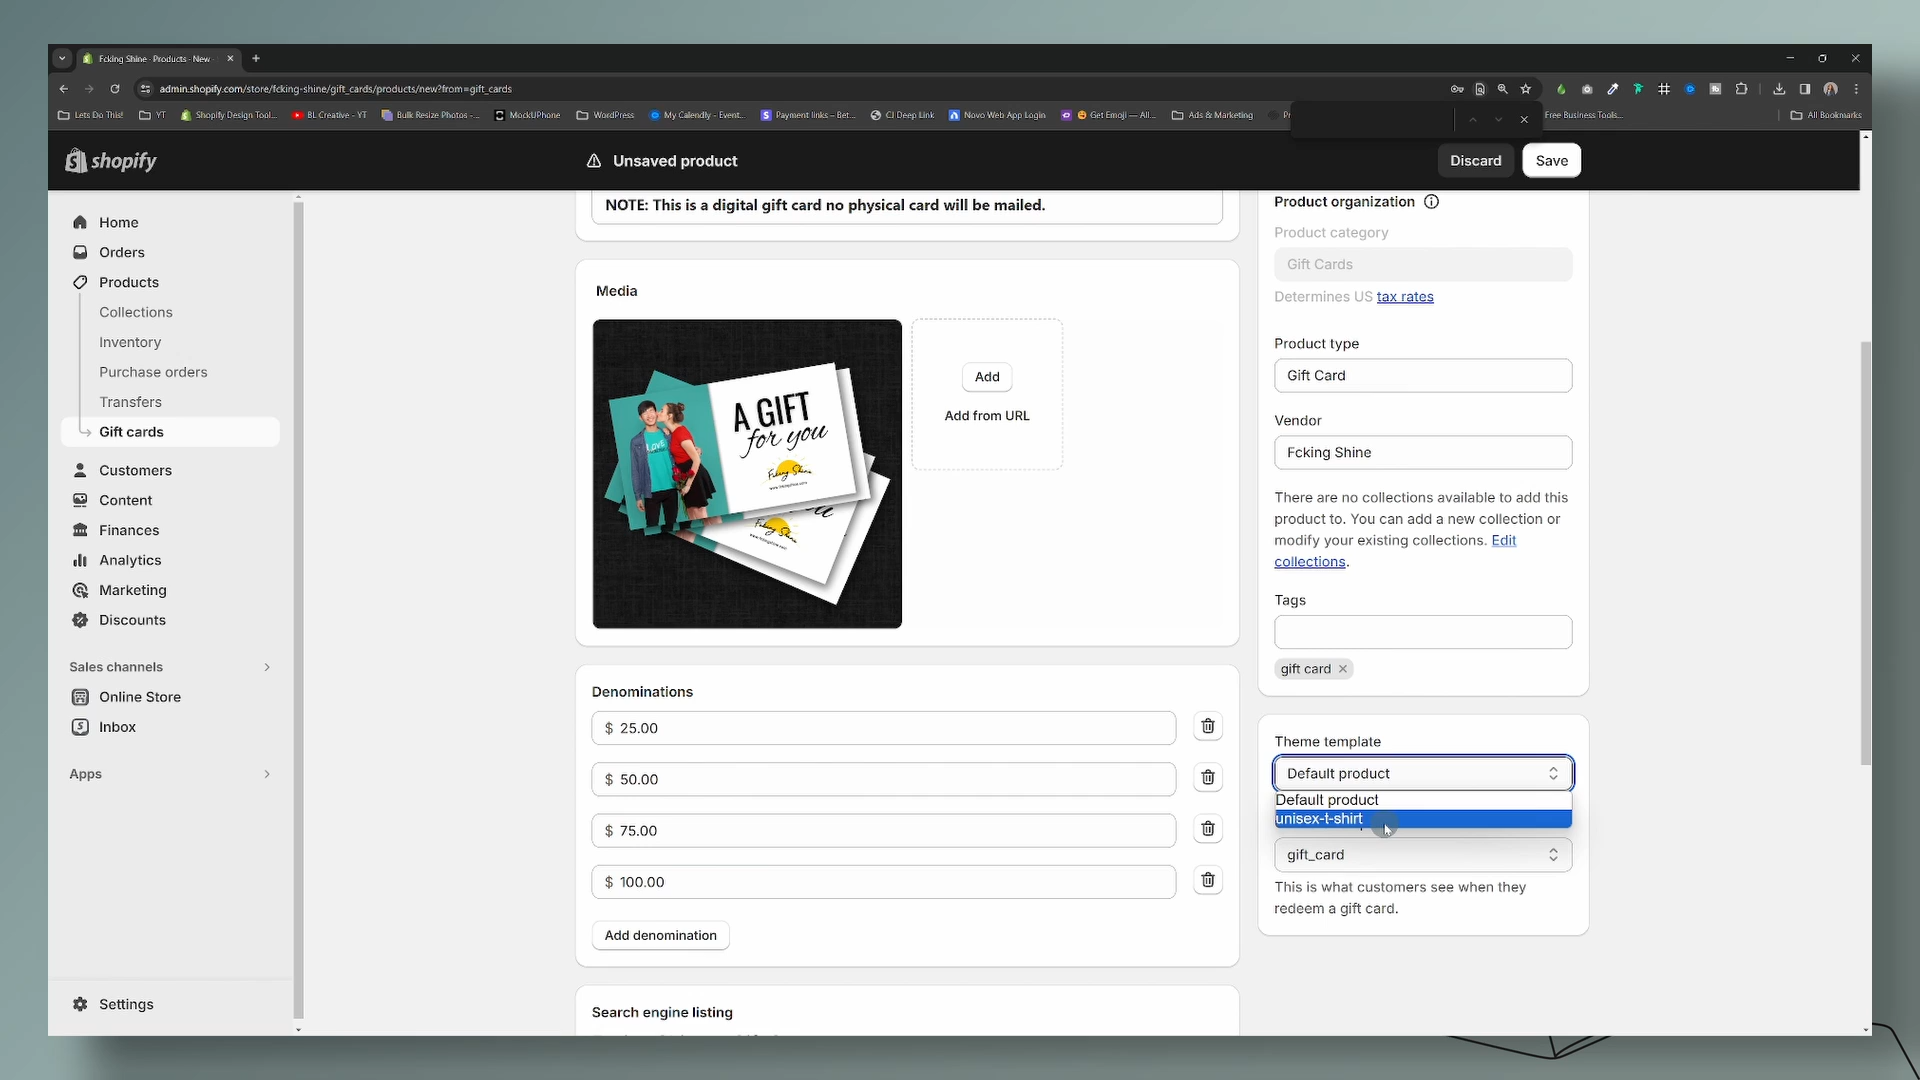 Fcking Shine · Products · New
admin.shopify.com/store/fcking-shine/gift_cards/products/new?from=gift_cards
Lets Do This!
YT
Shopify Design Tool...
BL Creative - YT
Bulk Resize Photos -...
MockUPhone
WordPress
My Calendly - Event...
Payment links – Bet...
CJ Deep Link
Novo Web App Login
Get Emoji — All...
Ads & Marketing
Free Business Tools...
All Bookmarks
shopify
Unsaved product
Discard
Save
Home
Orders
Products
Collections
Inventory
Purchase orders
Transfers
Gift cards
Customers
Content
Finances
Analytics
Marketing
Discounts
Sales channels
Online Store
Inbox
Apps
Settings
NOTE: This is a digital gift card no physical card will be mailed.
Media
A GIFT
for you
Fcking Shine
Add
Add from URL
Denominations
$ 25.00
$ 50.00
$ 75.00
$ 100.00
Add denomination
Search engine listing
Product organization
Product category
Gift Cards
Determines US tax rates
Product type
Gift Card
Vendor
Fcking Shine
There are no collections available to add this
product to. You can add a new collection or
modify your existing collections. Edit
collections.
Tags
gift card
Theme template
Default product
Default product
unisex-t-shirt
gift_card
This is what customers see when they
redeem a gift card.